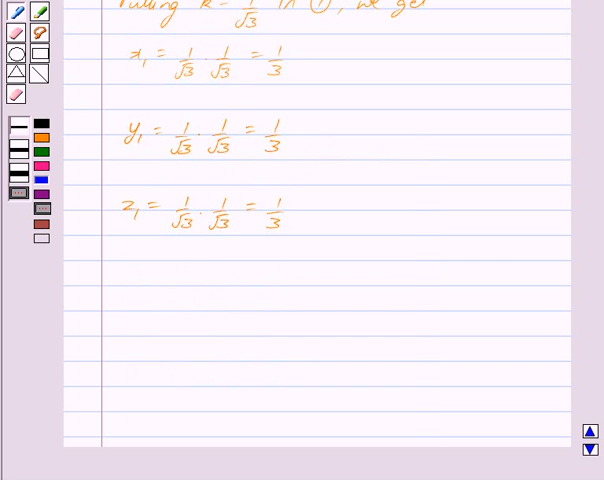 Putting k = 1/√3 in ①, we get
x₁ = 1/√3 . 1/√3 = 1/3
y₁ = 1/√3 . 1/√3 = 1/3
z₁ = 1/√3 . 1/√3 = 1/3